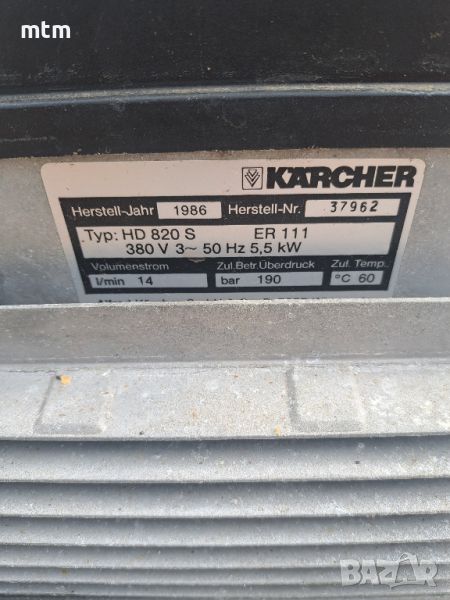 mtm
KÄRCHER
Herstell-Jahr 1986 Herstell-Nr. 37962
Typ: HD 820 S ER 111
380 V 3~ 50 Hz 5,5 kW
Volumenstrom Zul.Betr.Überdruck Zul. Temp.
l/min 14 bar 190 °C 60
BAZAR